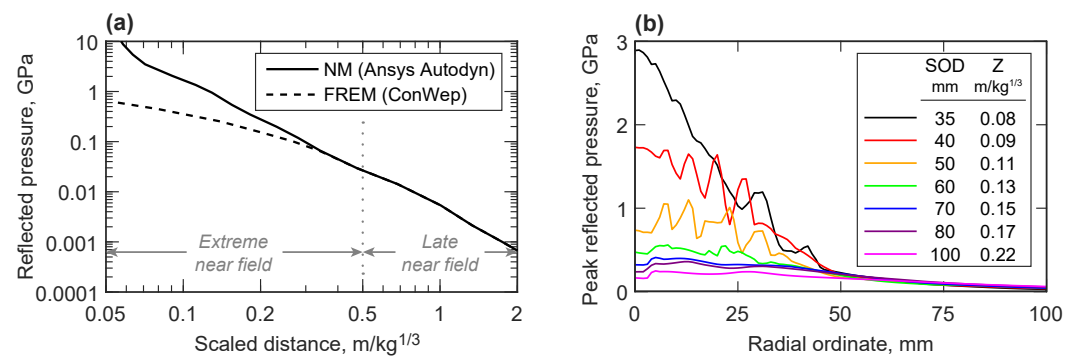 (a)
10
1
0.1
0.01
0.001
0.0001
Reflected pressure, GPa
NM (Ansys Autodyn)
FREM (ConWep)
Extreme
near field
Late
near field
0.05 0.1 0.2 0.5 1 2
Scaled distance, m/kg^1/3
(b)
3
2
1
0
Peak reflected pressure, GPa
SOD Z
mm m/kg^1/3
35 0.08
40 0.09
50 0.11
60 0.13
70 0.15
80 0.17
100 0.22
0 25 50 75 100
Radial ordinate, mm